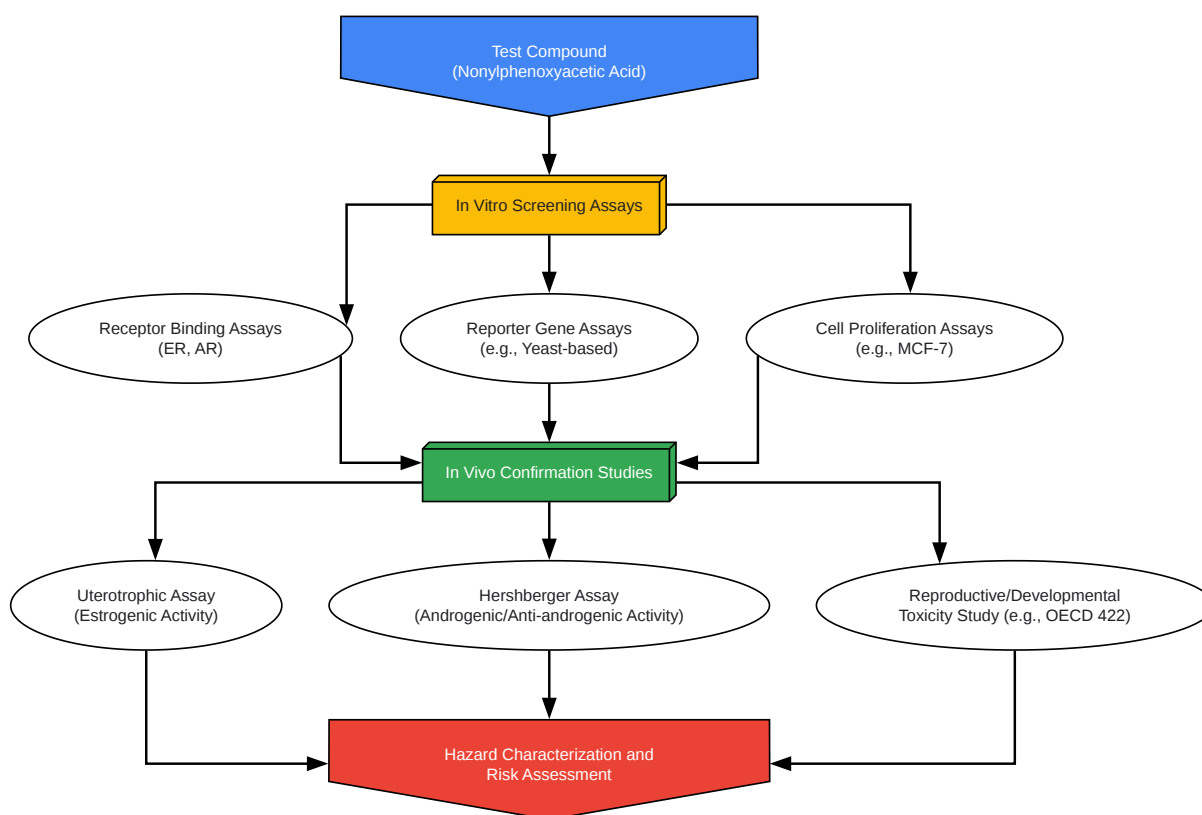 Test Compound
(Nonylphenoxyacetic Acid)
In Vitro Screening Assays
Receptor Binding Assays
(ER, AR)
Reporter Gene Assays
(e.g., Yeast-based)
Cell Proliferation Assays
(e.g., MCF-7)
In Vivo Confirmation Studies
Uterotrophic Assay
(Estrogenic Activity)
Hershberger Assay
(Androgenic/Anti-androgenic Activity)
Reproductive/Developmental
Toxicity Study (e.g., OECD 422)
Hazard Characterization and
Risk Assessment